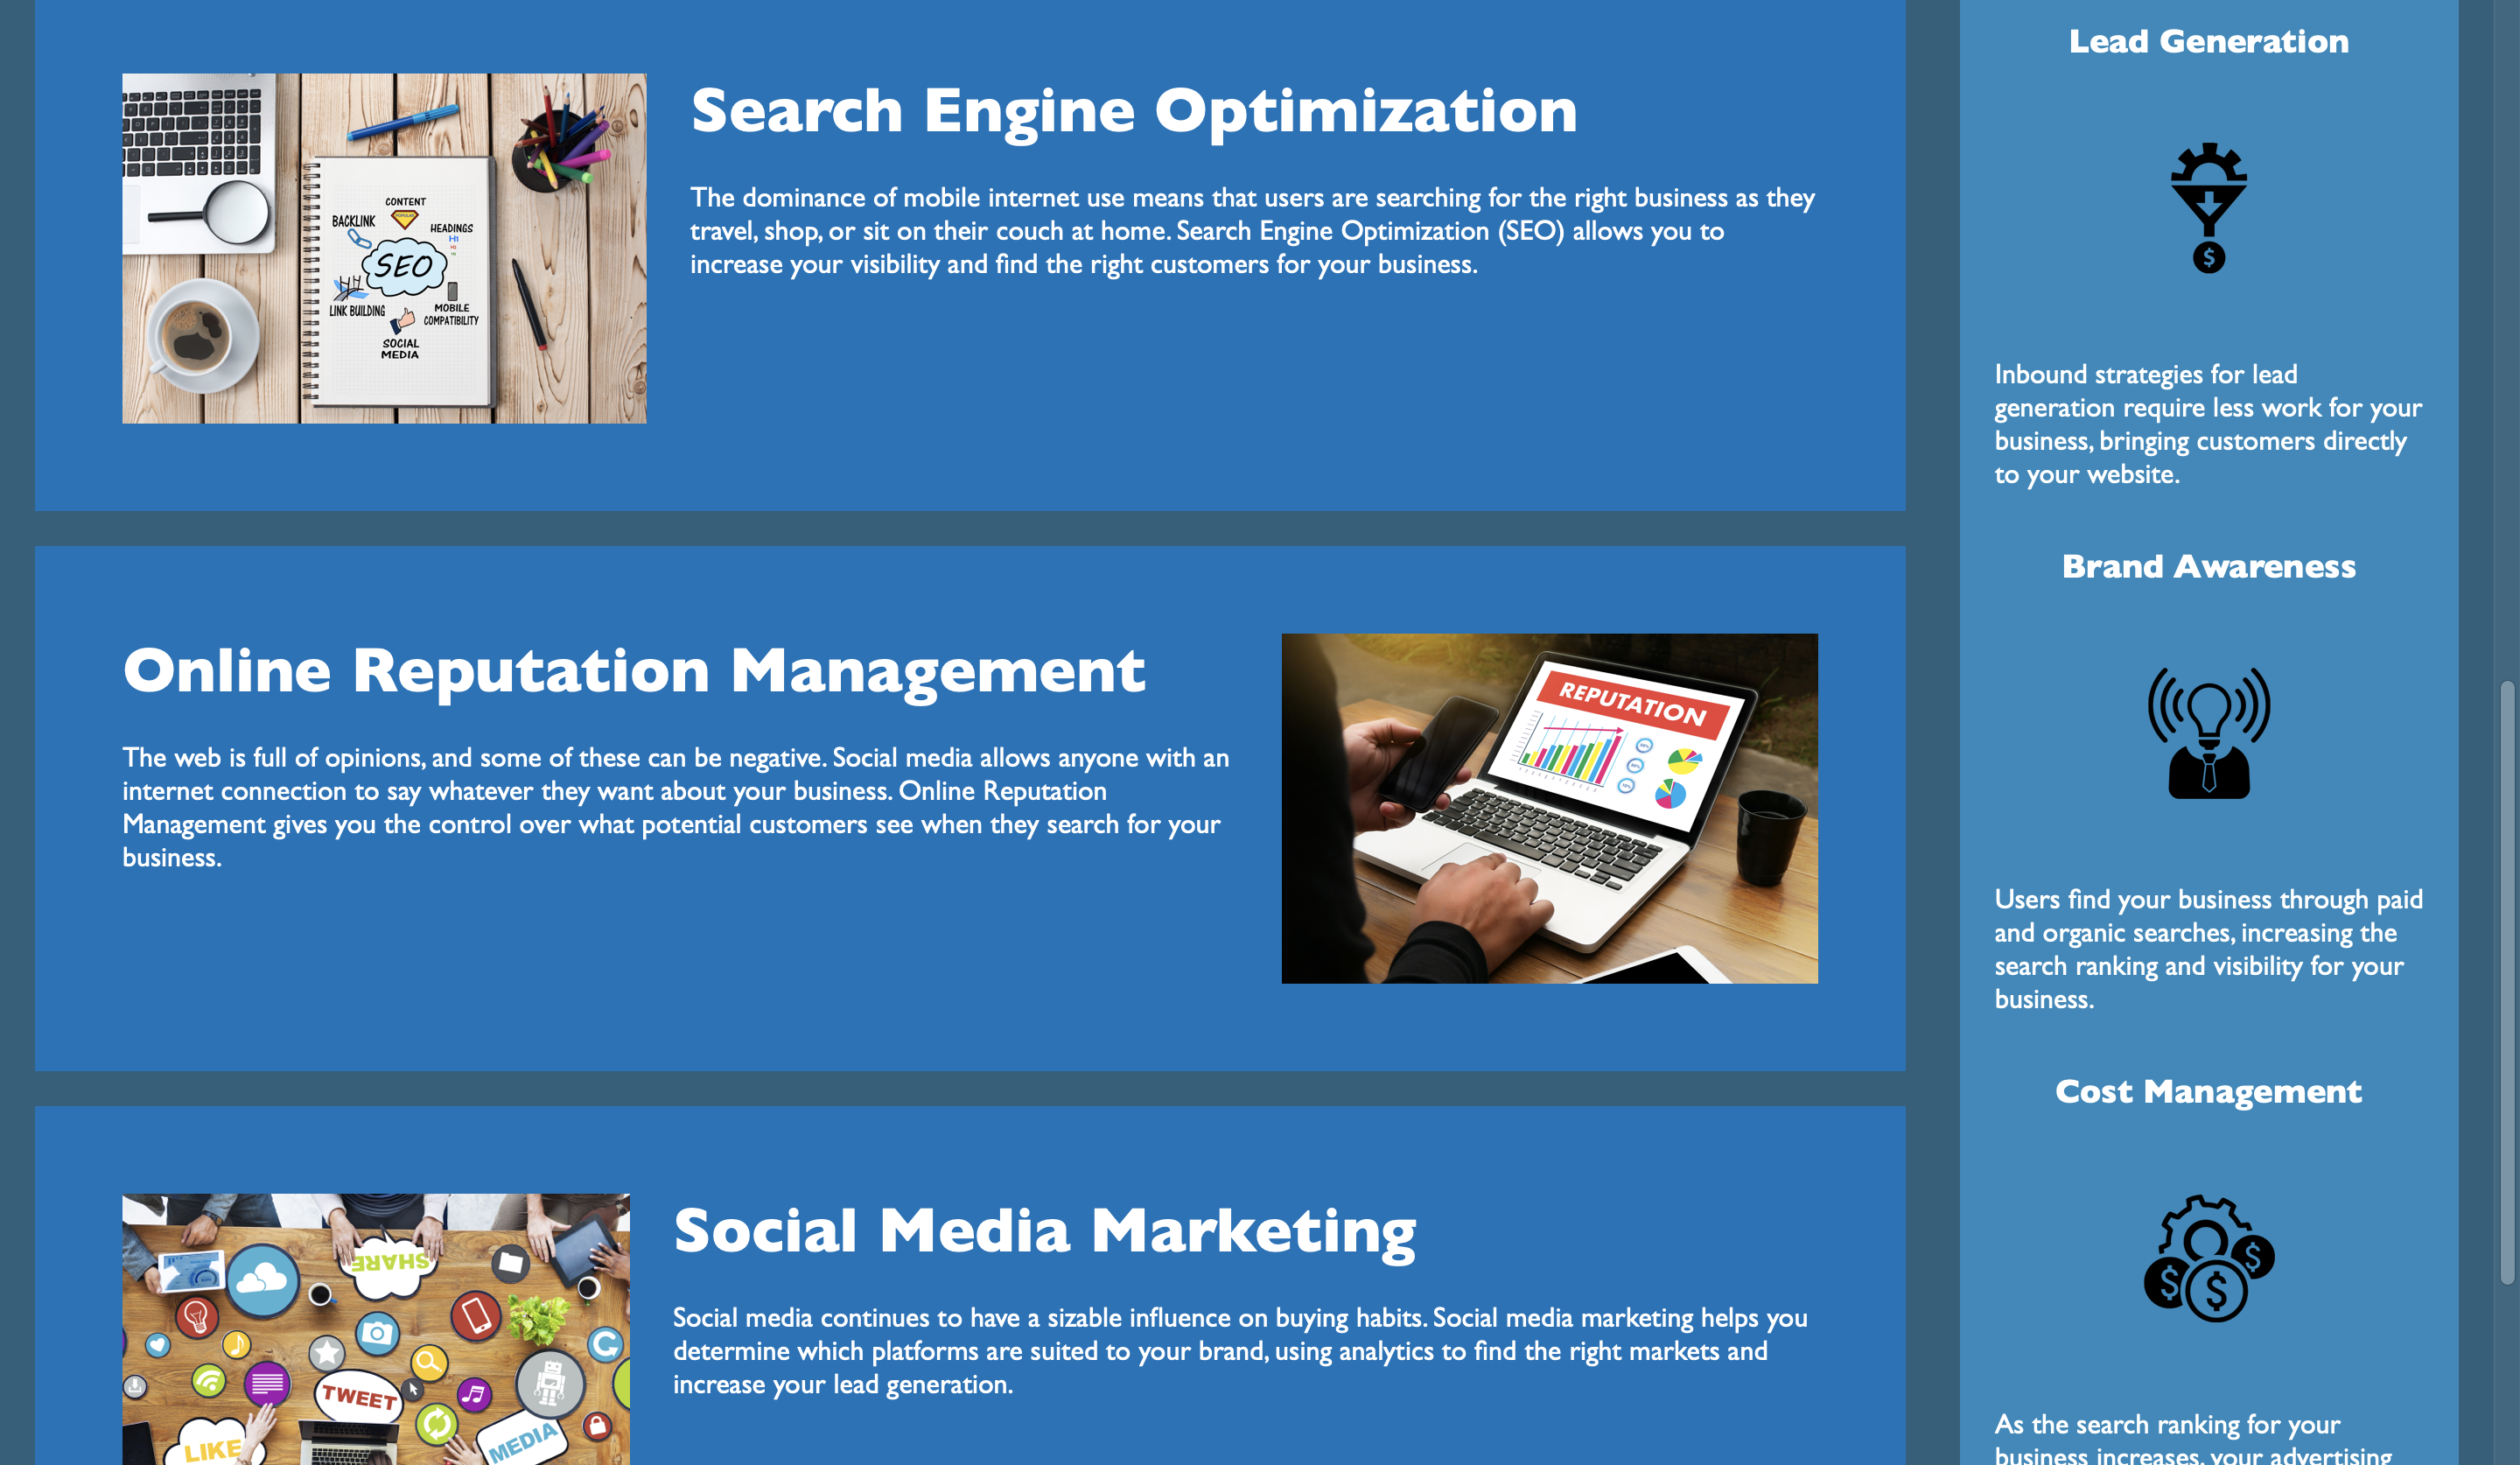 Search Engine Optimization
The dominance of mobile internet use means that users are searching for the right business as they
travel, shop, or sit on their couch at home. Search Engine Optimization (SEO) allows you to
increase your visibility and find the right customers for your business.
CONTENT
POPULAR
BACKLINK
HEADINGS
H1
H2
H3
SEO
LINK BUILDING
MOBILE
COMPATIBILITY
SOCIAL
MEDIA
Online Reputation Management
The web is full of opinions, and some of these can be negative. Social media allows anyone with an
internet connection to say whatever they want about your business. Online Reputation
Management gives you the control over what potential customers see when they search for your
business.
REPUTATION
Social Media Marketing
Social media continues to have a sizable influence on buying habits. Social media marketing helps you
determine which platforms are suited to your brand, using analytics to find the right markets and
increase your lead generation.
SHARE
TWEET
LIKE
MEDIA
Lead Generation
$
Inbound strategies for lead
generation require less work for your
business, bringing customers directly
to your website.
Brand Awareness
Users find your business through paid
and organic searches, increasing the
search ranking and visibility for your
business.
Cost Management
$
$
$
As the search ranking for your
business increases, your advertising